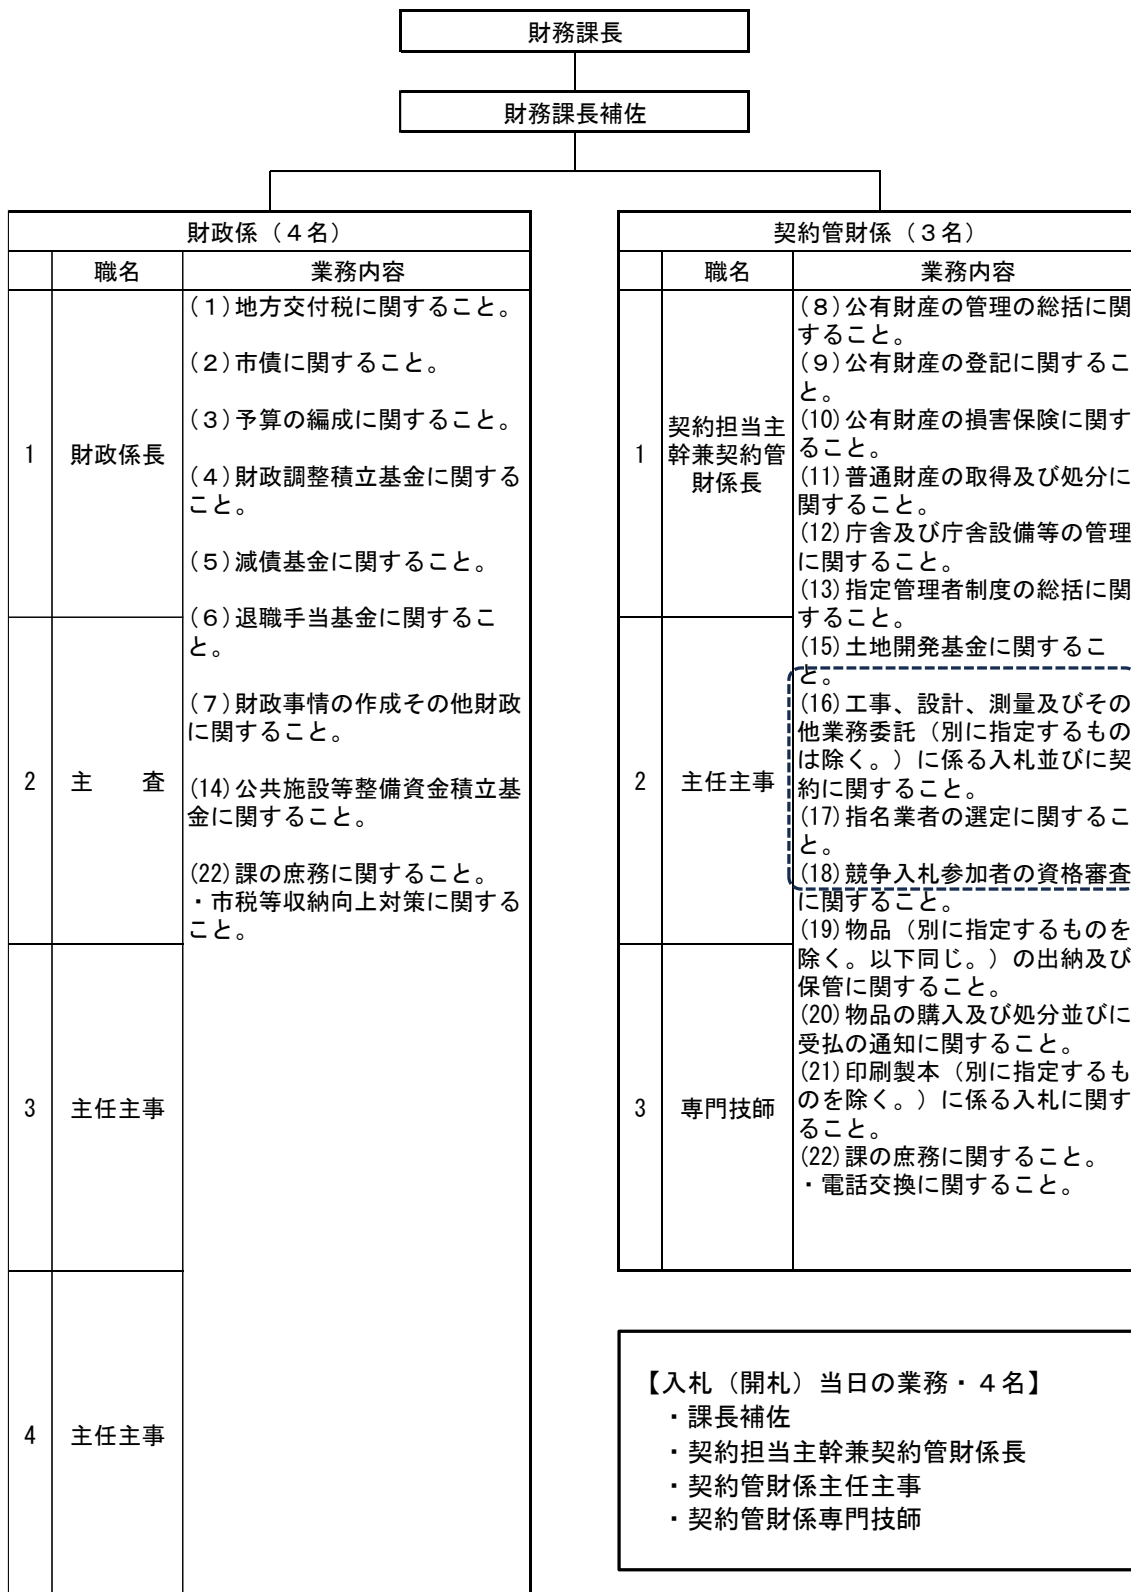 財務課長
財務課長補佐
財政係（４名）
職名 業務内容
1 財政係長
2 主　査
3 主任主事
4 主任主事
(１)地方交付税に関すること。
(２)市債に関すること。
(３)予算の編成に関すること。
(４)財政調整積立基金に関する
こと。
(５)減債基金に関すること。
(６)退職手当基金に関するこ
と。
(７)財政事情の作成その他財政
に関すること。
(14)公共施設等整備資金積立基
金に関すること。
(22)課の庶務に関すること。
・市税等収納向上対策に関する
こと。
契約管財係（３名）
職名 業務内容
1 契約担当主
幹兼契約管
財係長
2 主任主事
3 専門技師
(８)公有財産の管理の総括に関
すること。
(９)公有財産の登記に関するこ
と。
(10)公有財産の損害保険に関す
ること。
(11)普通財産の取得及び処分に
関すること。
(12)庁舎及び庁舎設備等の管理
に関すること。
(13)指定管理者制度の総括に関
すること。
(15)土地開発基金に関するこ
と。
(16)工事、設計、測量及びその
他業務委託（別に指定するもの
は除く。）に係る入札並びに契
約に関すること。
(17)指名業者の選定に関するこ
と。
(18)競争入札参加者の資格審査
に関すること。
(19)物品（別に指定するものを
除く。以下同じ。）の出納及び
保管に関すること。
(20)物品の購入及び処分並びに
受払の通知に関すること。
(21)印刷製本（別に指定するも
のを除く。）に係る入札に関す
ること。
(22)課の庶務に関すること。
・電話交換に関すること。
【入札（開札）当日の業務・４名】
・課長補佐
・契約担当主幹兼契約管財係長
・契約管財係主任主事
・契約管財係専門技師